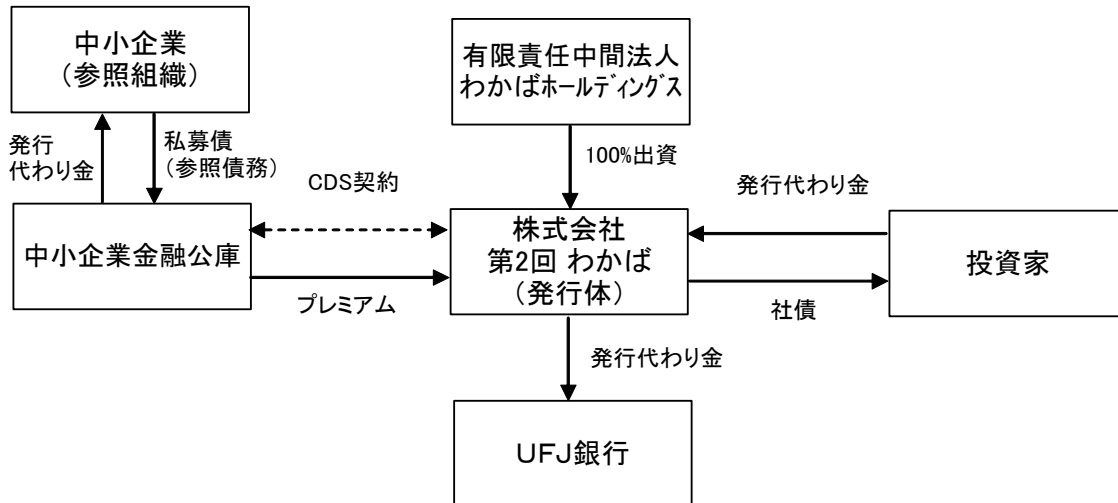 中小企業
（参照組織）
有限責任中間法人
わかばホールディングス
発行
代わり金
私募債
（参照債務）
100%出資
CDS契約
発行代わり金
中小企業金融公庫
株式会社
第2回 わかば
（発行体）
投資家
プレミアム
社債
発行代わり金
UFJ銀行